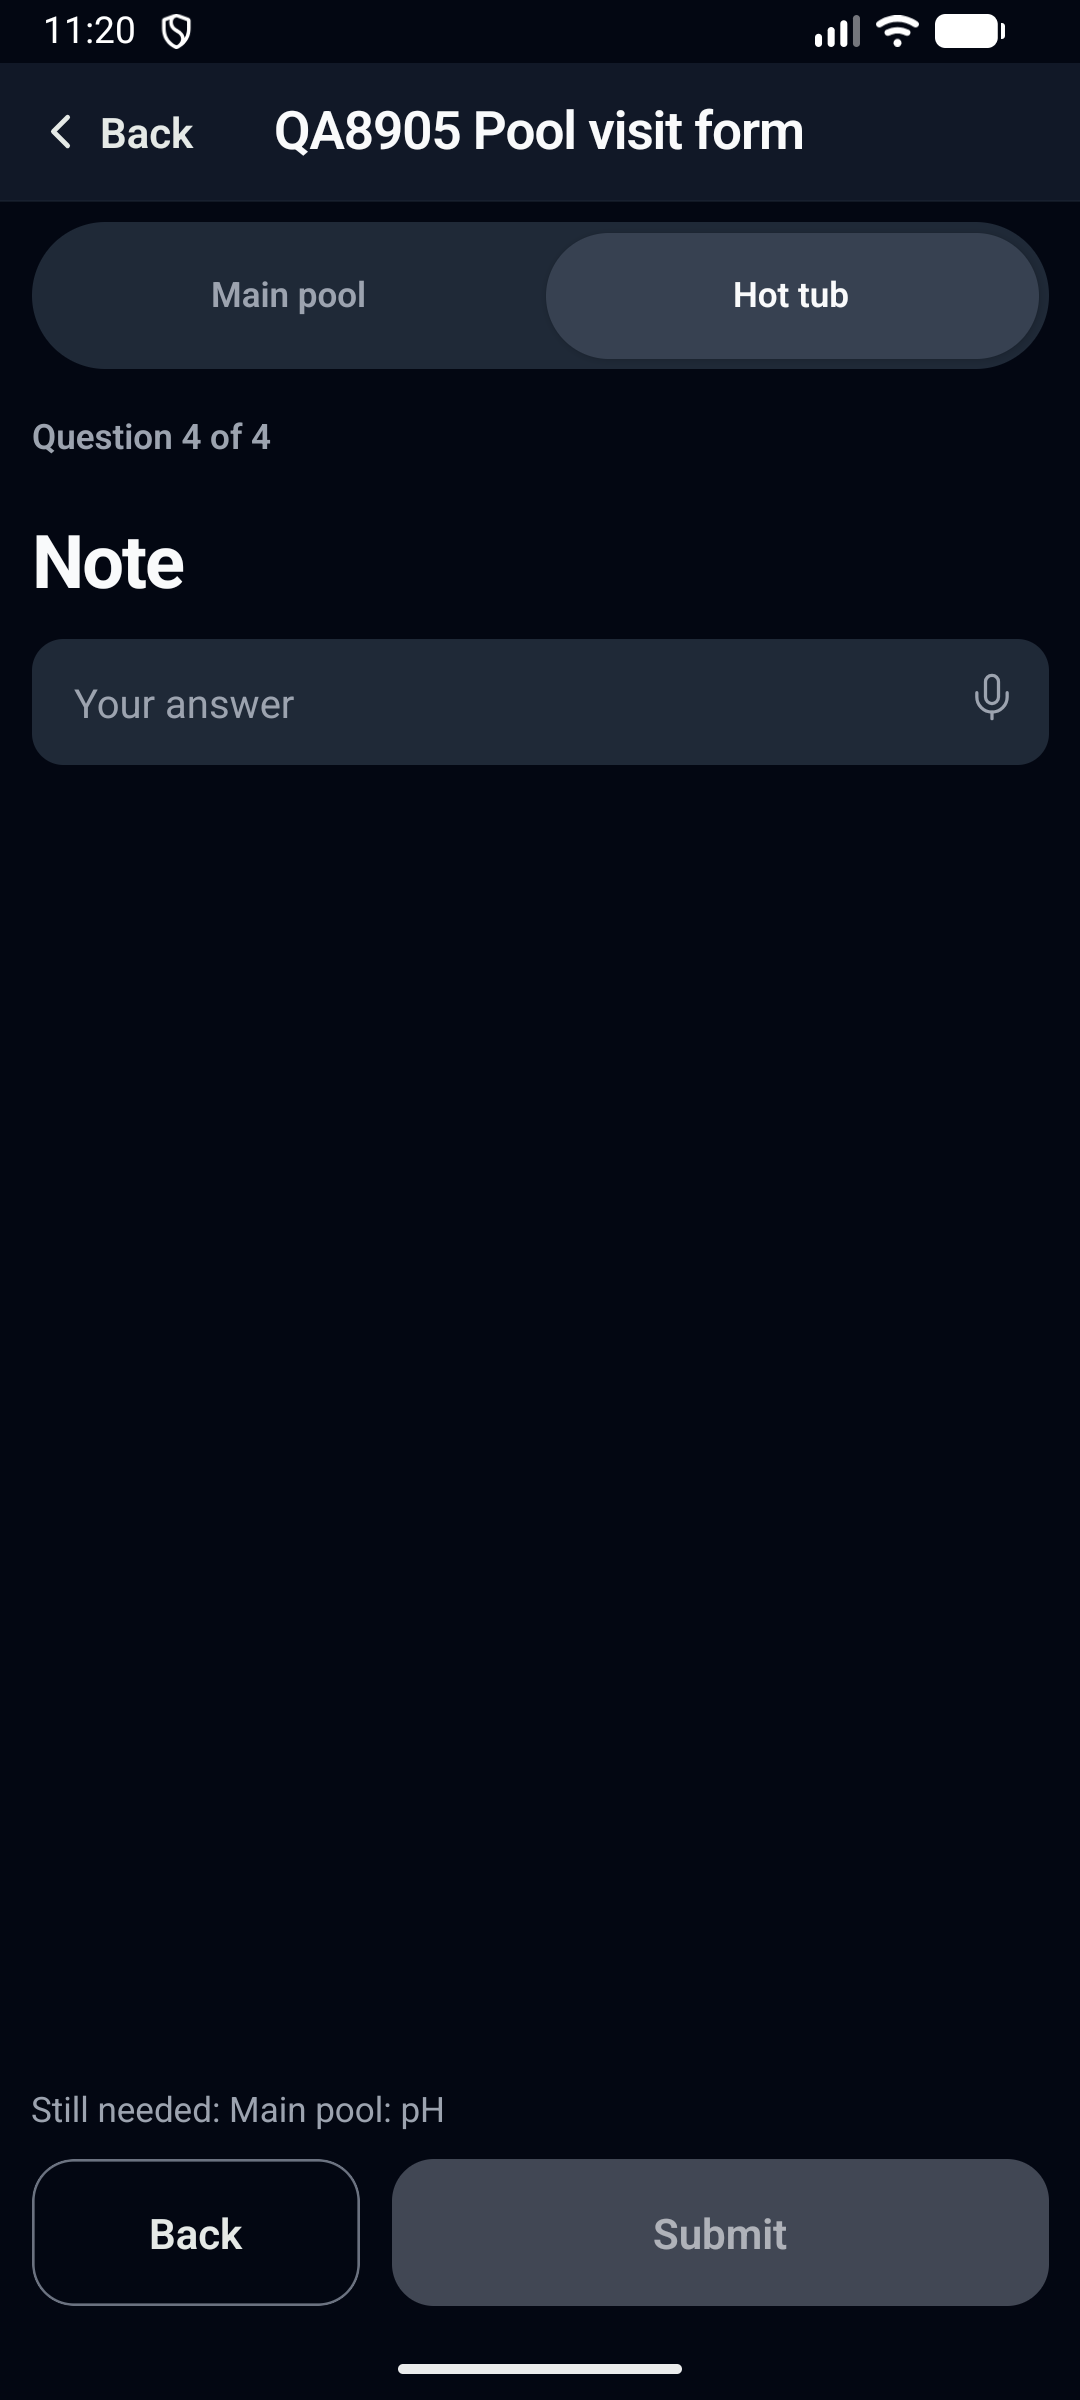 11:20
Back
QA8905 Pool visit form
Main pool
Hot tub
Question 4 of 4
Note
Your answer
Still needed: Main pool: pH
Back
Submit